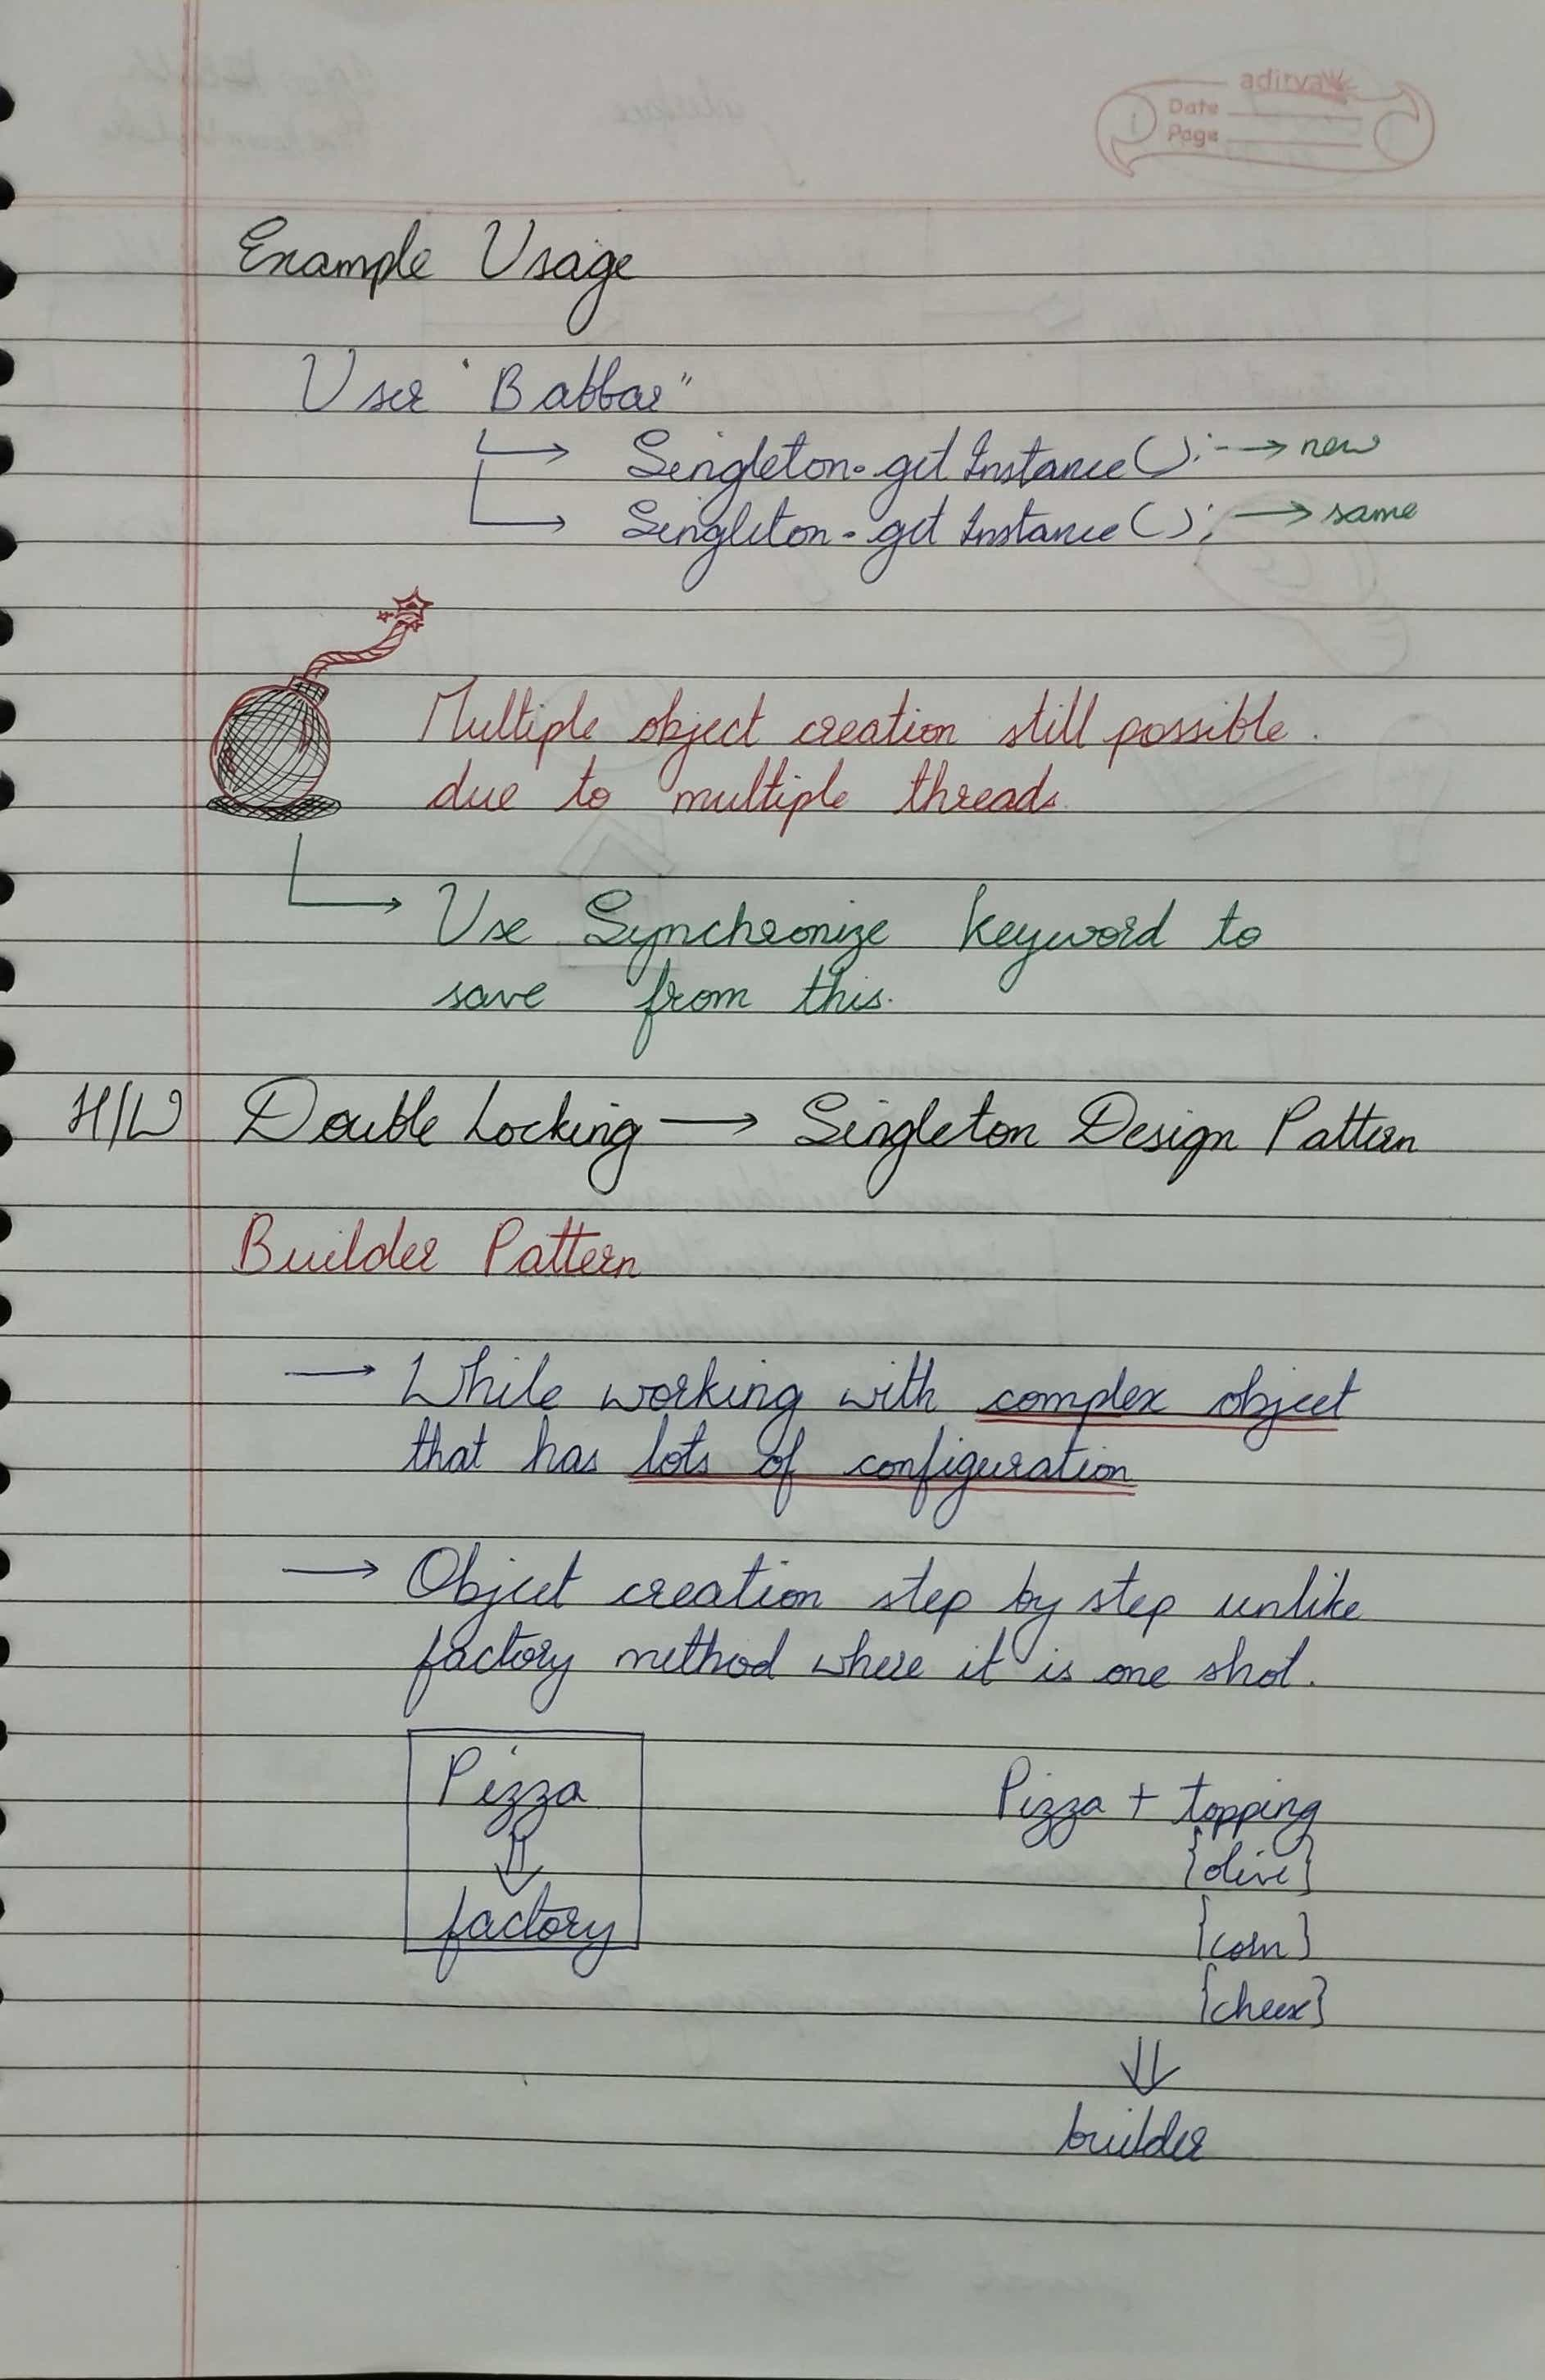 aditya
Date
Page
Example Usage
User "Babbar"
Singleton.getInstance(); → new
Singleton.getInstance(); → same
Multiple object creation still possible.
due to multiple threads.
Use Synchronize keyword to
save from this.
H/W Double Locking → Singleton Design Pattern
Builder Pattern
→ While working with complex object
that has lots of configuration
→ Object creation step by step unlike
factory method where it is one shot.
Pizza
⇓
factory
Pizza + topping
{olive}
{corn}
{cheese}
⇓
builder